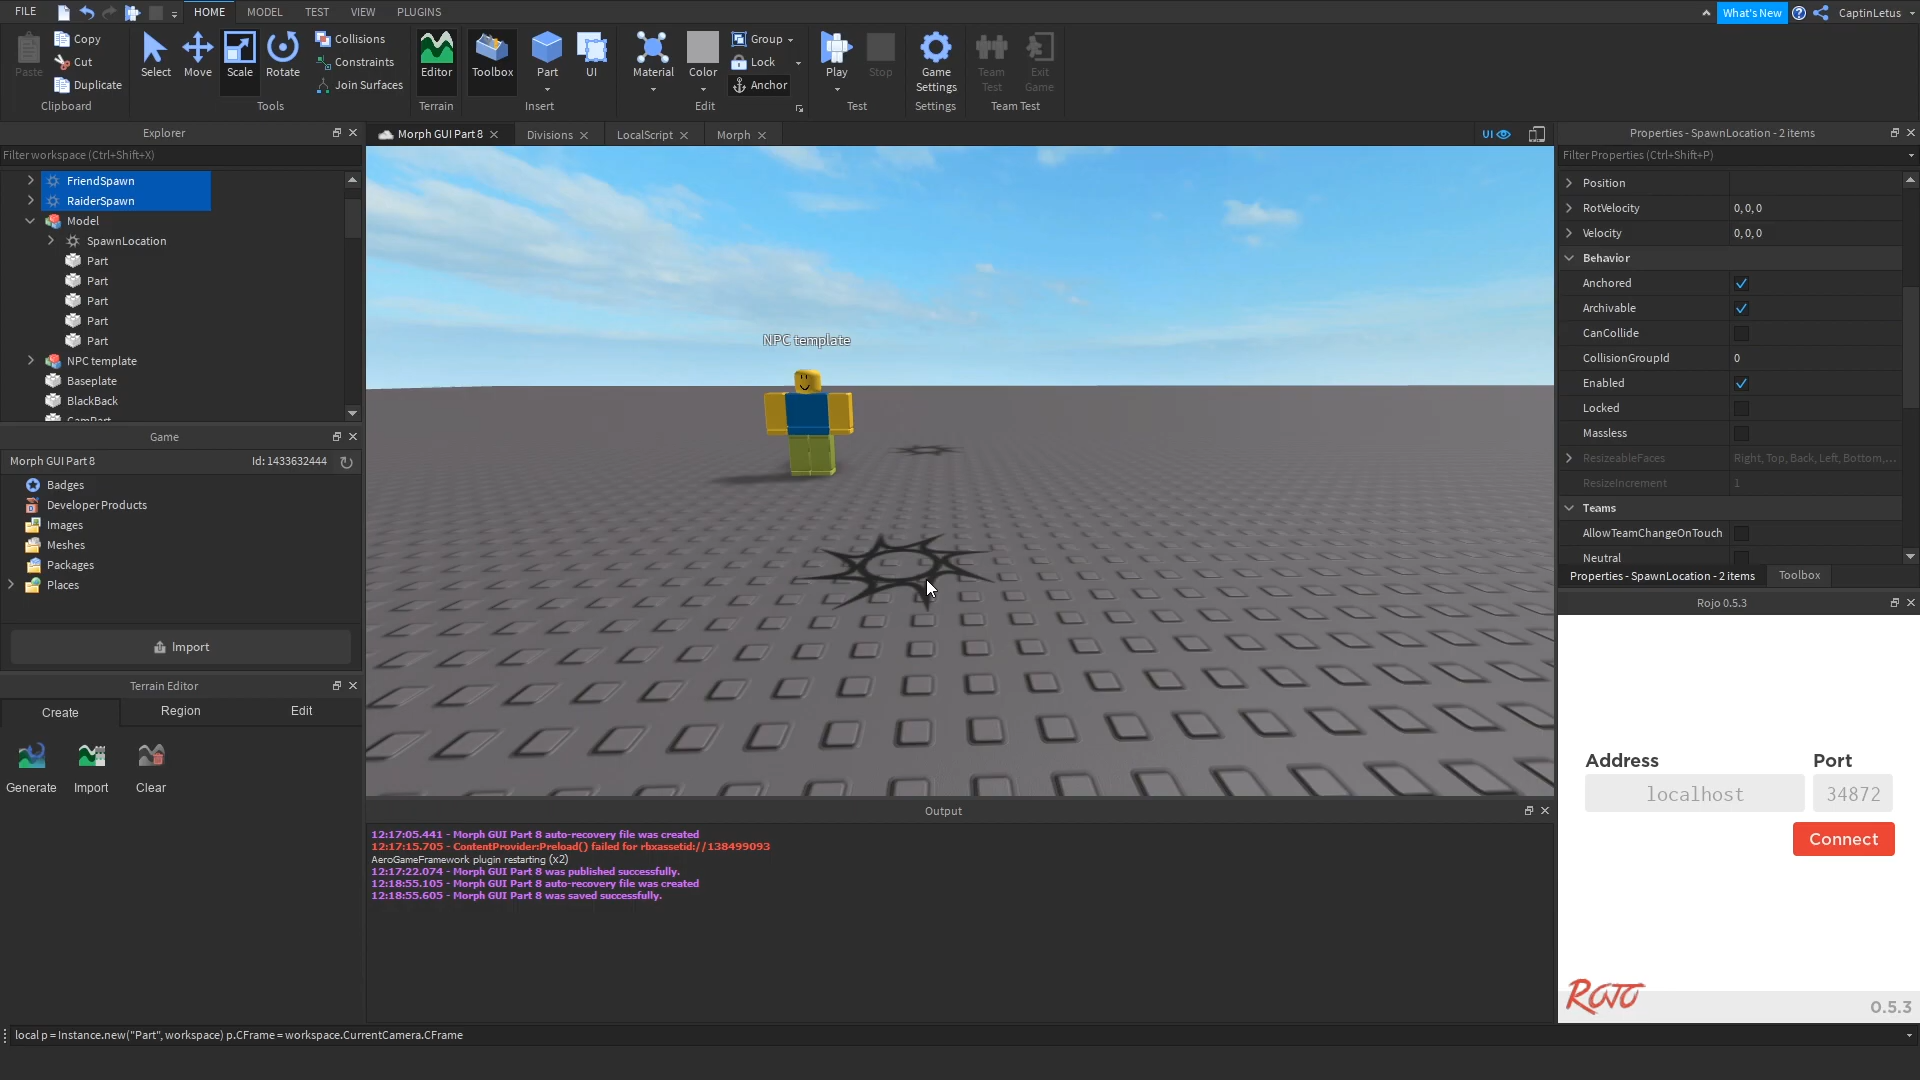 FILE HOME MODEL TEST VIEW PLUGINS What's New CaptinLetus
Paste Copy Cut Duplicate Clipboard
Select Move Scale Rotate Collisions Constraints Join Surfaces Tools
Editor Terrain
Toolbox Part UI Insert
Material Color Group Lock Anchor Edit
Play Stop Test
Game Settings Settings
Team Test Exit Game Team Test
Explorer
Filter workspace (Ctrl+Shift+X)
FriendSpawn
RaiderSpawn
Model
SpawnLocation
Part
Part
Part
Part
Part
NPC template
Baseplate
BlackBack
CamPart
Game
Morph GUI Part 8 Id: 1433632444
Badges
Developer Products
Images
Meshes
Packages
Places
Import
Terrain Editor
Create Region Edit
Generate Import Clear
Morph GUI Part 8 Divisions LocalScript Morph UI
NPC template
Output
12:17:05.441 - Morph GUI Part 8 auto-recovery file was created
12:17:15.705 - ContentProvider:Preload() failed for rbxassetid://138499093
AeroGameFramework plugin restarting (x2)
12:17:22.074 - Morph GUI Part 8 was published successfully.
12:18:55.105 - Morph GUI Part 8 auto-recovery file was created
12:18:55.605 - Morph GUI Part 8 was saved successfully.
Properties - SpawnLocation - 2 items
Filter Properties (Ctrl+Shift+P)
Position
RotVelocity 0, 0, 0
Velocity 0, 0, 0
Behavior
Anchored
Archivable
CanCollide
CollisionGroupId 0
Enabled
Locked
Massless
ResizeableFaces Right, Top, Back, Left, Bottom,...
ResizeIncrement 1
Teams
AllowTeamChangeOnTouch
Neutral
Properties - SpawnLocation - 2 items Toolbox
Rojo 0.5.3
Address Port
localhost 34872
Connect
ROJO 0.5.3
local p = Instance.new("Part", workspace) p.CFrame = workspace.CurrentCamera.CFrame